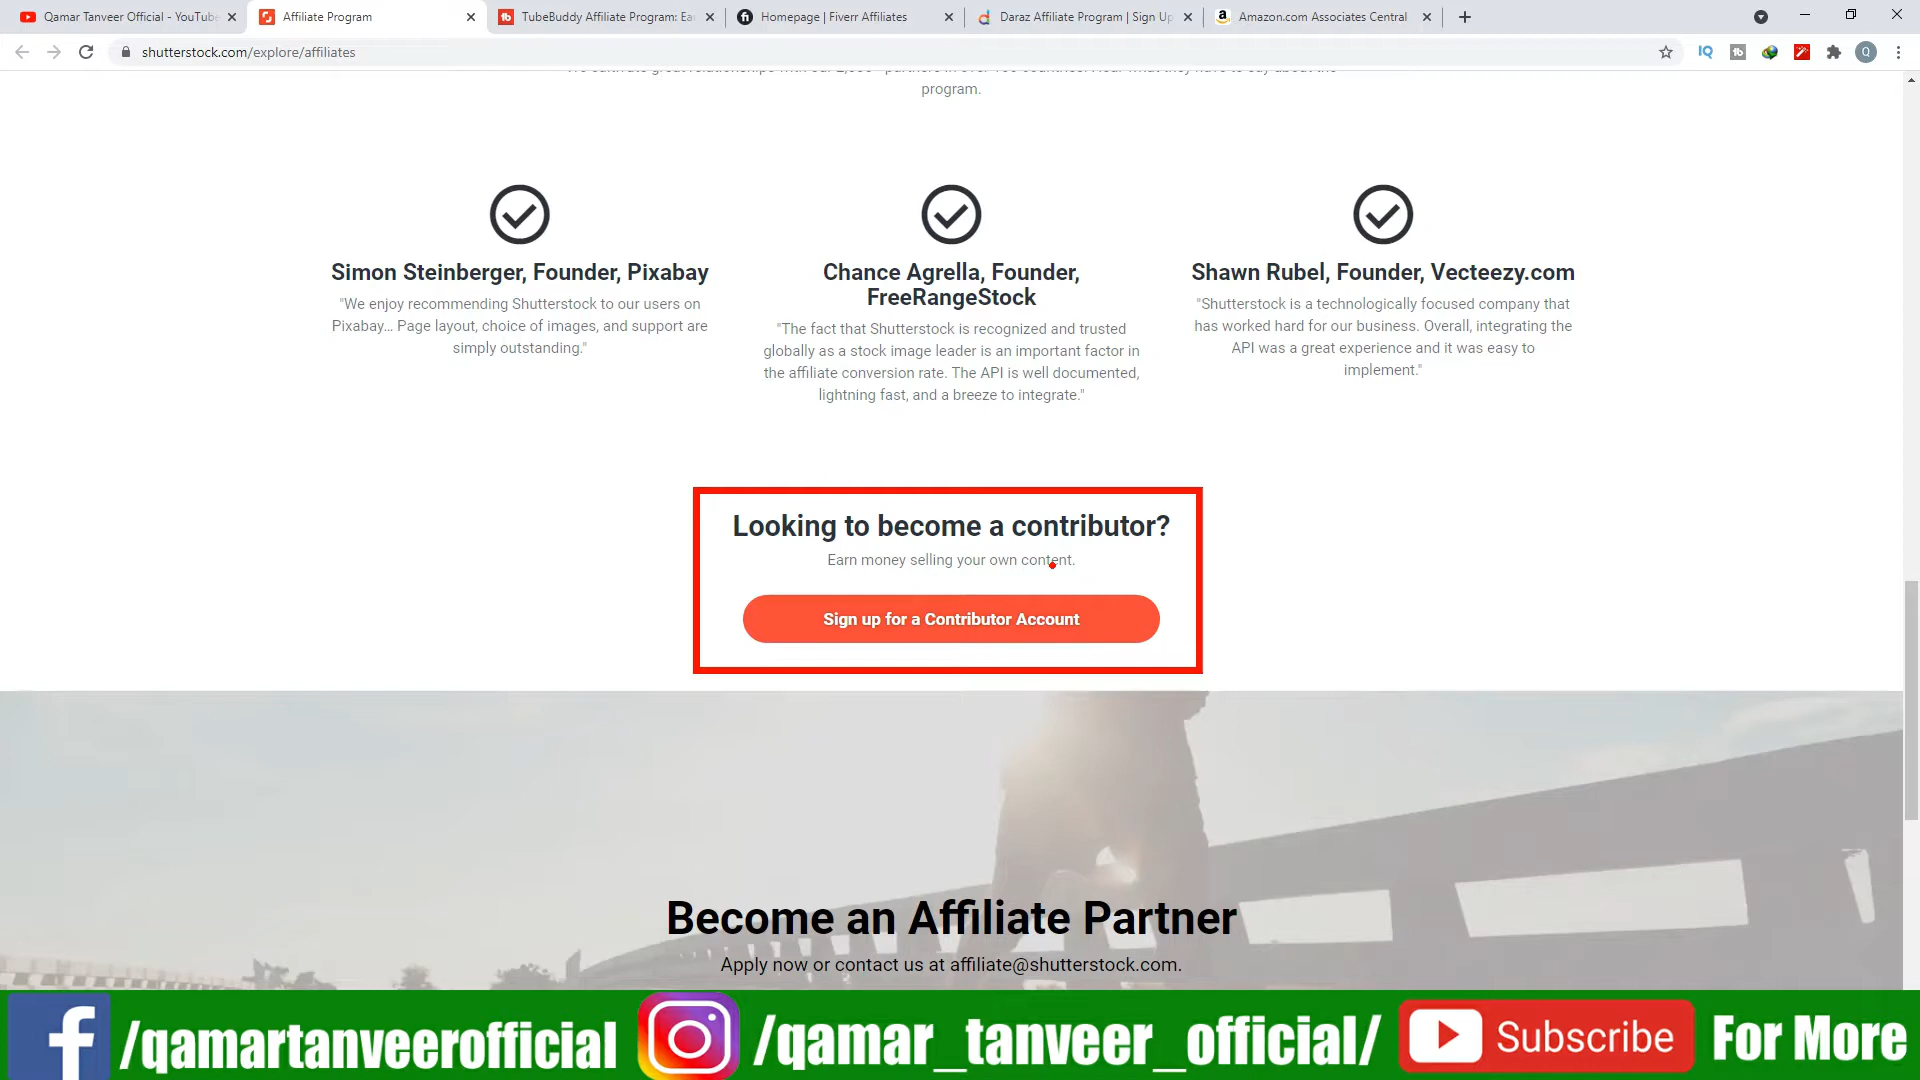 Qamar Tanveer Official - YouTube
Affiliate Program
TubeBuddy Affiliate Program: Ea
Homepage | Fiverr Affiliates
Daraz Affiliate Program | Sign Up
Amazon.com Associates Central
shutterstock.com/explore/affiliates
IQ
Q
program.
Simon Steinberger, Founder, Pixabay
"We enjoy recommending Shutterstock to our users on
Pixabay... Page layout, choice of images, and support are
simply outstanding."
Chance Agrella, Founder,
FreeRangeStock
"The fact that Shutterstock is recognized and trusted
globally as a stock image leader is an important factor in
the affiliate conversion rate. The API is well documented,
lightning fast, and a breeze to integrate."
Shawn Rubel, Founder, Vecteezy.com
"Shutterstock is a technologically focused company that
has worked hard for our business. Overall, integrating the
API was a great experience and it was easy to
implement."
Looking to become a contributor?
Earn money selling your own content.
Sign up for a Contributor Account
Become an Affiliate Partner
Apply now or contact us at affiliate@shutterstock.com.
/qamartanveerofficial
/qamar_tanveer_official/
Subscribe
For More